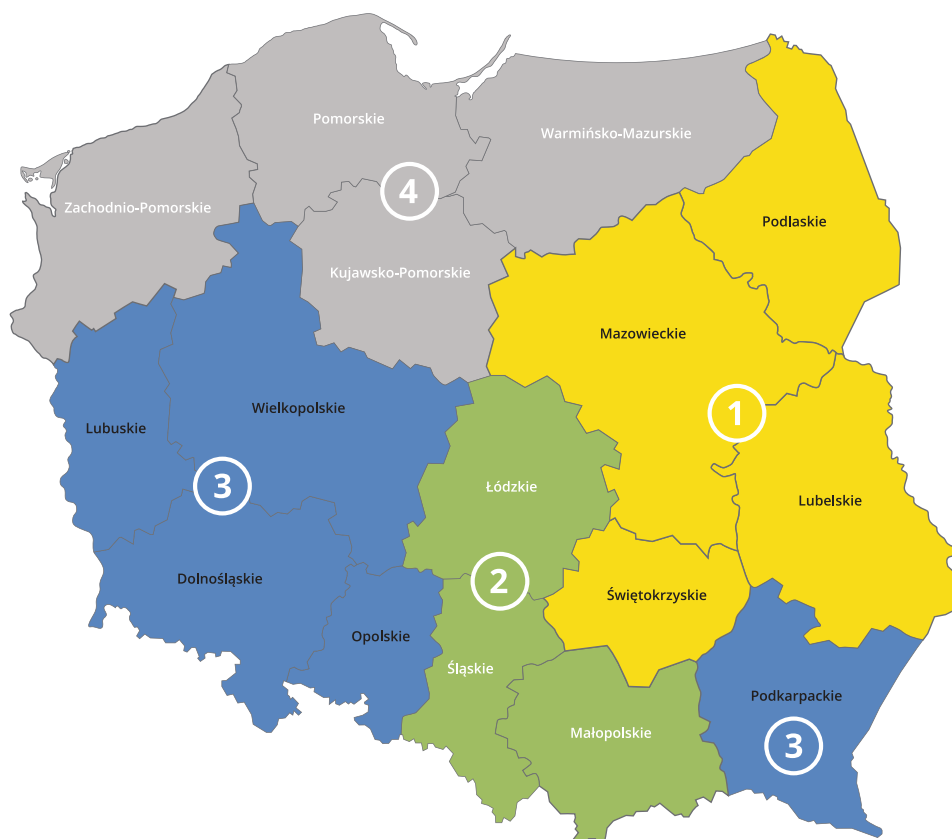 Pomorskie
Warmińsko-Mazurskie
4
Zachodnio-Pomorskie
Podlaskie
Kujawsko-Pomorskie
Mazowieckie
Wielkopolskie
1
Lubuskie
3
Łódzkie
Lubelskie
Dolnośląskie
2
Świętokrzyskie
Opolskie
Śląskie
Podkarpackie
Małopolskie
3